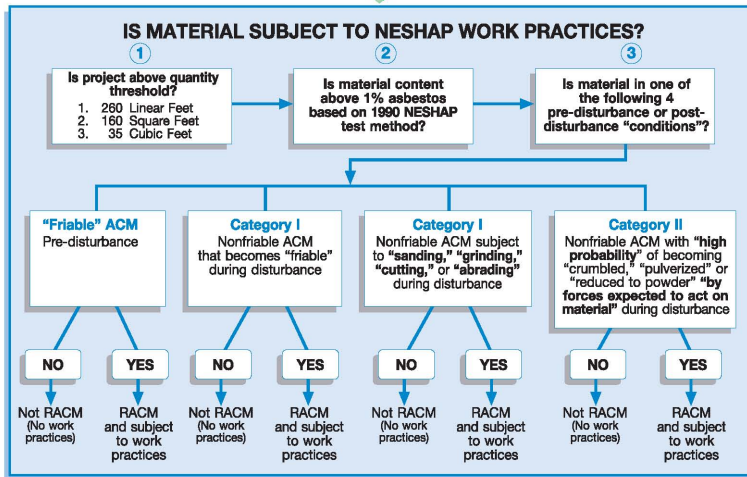 IS MATERIAL SUBJECT TO NESHAP WORK PRACTICES?
1
Is project above quantity
threshold?
1. 260 Linear Feet
2. 160 Square Feet
3. 35 Cubic Feet
2
Is material content
above 1% asbestos
based on 1990 NESHAP
test method?
3
Is material in one of
the following 4
pre-disturbance or post-
disturbance “conditions”?
“Friable” ACM
Pre-disturbance
Category I
Nonfriable ACM
that becomes “friable”
during disturbance
Category I
Nonfriable ACM subject
to “sanding,” “grinding,”
“cutting,” or “abrading”
during disturbance
Category II
Nonfriable ACM with “high
probability” of becoming
“crumbled,” “pulverized” or
“reduced to powder” “by
forces expected to act on
material” during disturbance
NO
Not RACM
(No work
practices)
YES
RACM
and subject
to work
practices
NO
Not RACM
(No work
practices)
YES
RACM
and subject
to work
practices
NO
Not RACM
(No work
practices)
YES
RACM
and subject
to work
practices
NO
Not RACM
(No work
practices)
YES
RACM
and subject
to work
practices